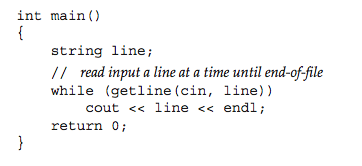 int main()
{
    string line;
    // read input a line at a time until end-of-file
    while (getline(cin, line))
        cout << line << endl;
    return 0;
}